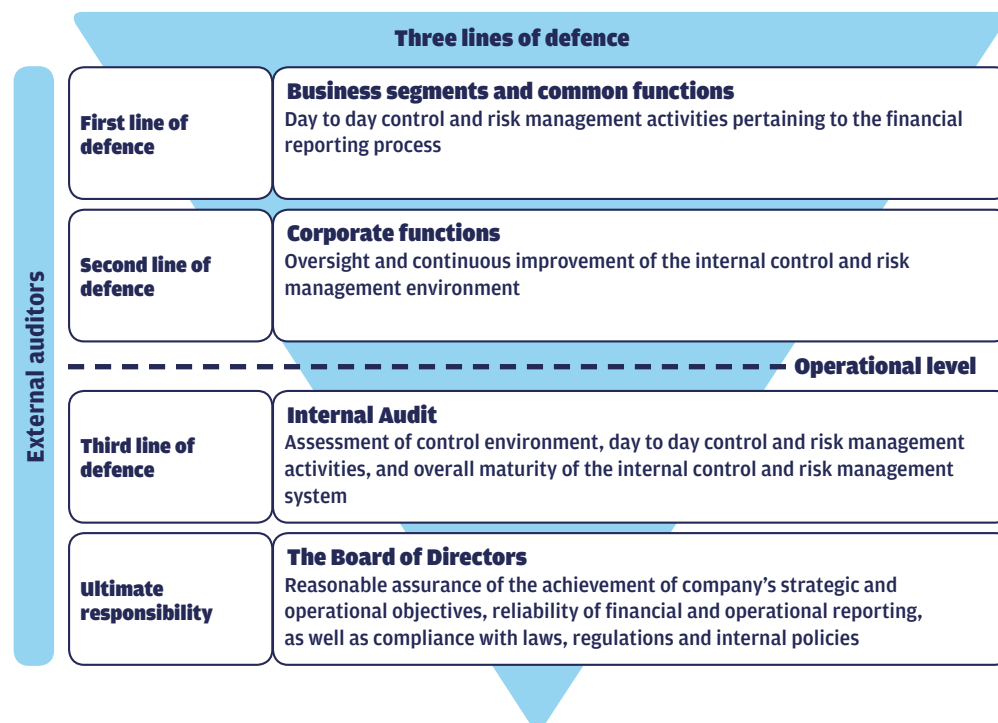 Three lines of defence
External auditors
First line of
defence
Business segments and common functions
Day to day control and risk management activities pertaining to the financial
reporting process
Second line of
defence
Corporate functions
Oversight and continuous improvement of the internal control and risk
management environment
Operational level
Third line of
defence
Internal Audit
Assessment of control environment, day to day control and risk management
activities, and overall maturity of the internal control and risk management
system
Ultimate
responsibility
The Board of Directors
Reasonable assurance of the achievement of company’s strategic and
operational objectives, reliability of financial and operational reporting,
as well as compliance with laws, regulations and internal policies